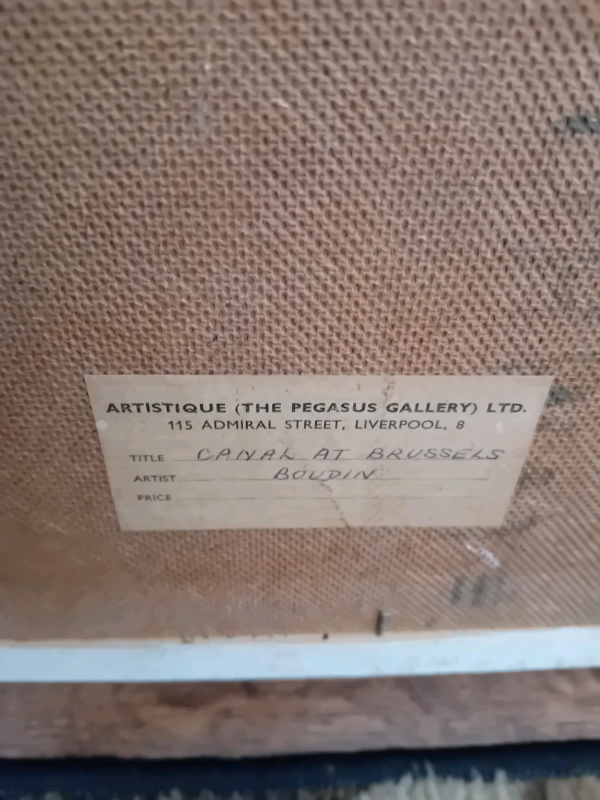 ARTISTIQUE (THE PEGASUS GALLERY) LTD.
115 ADMIRAL STREET, LIVERPOOL, 8
TITLE CANAL AT BRUSSELS
ARTIST BOUDIN
PRICE